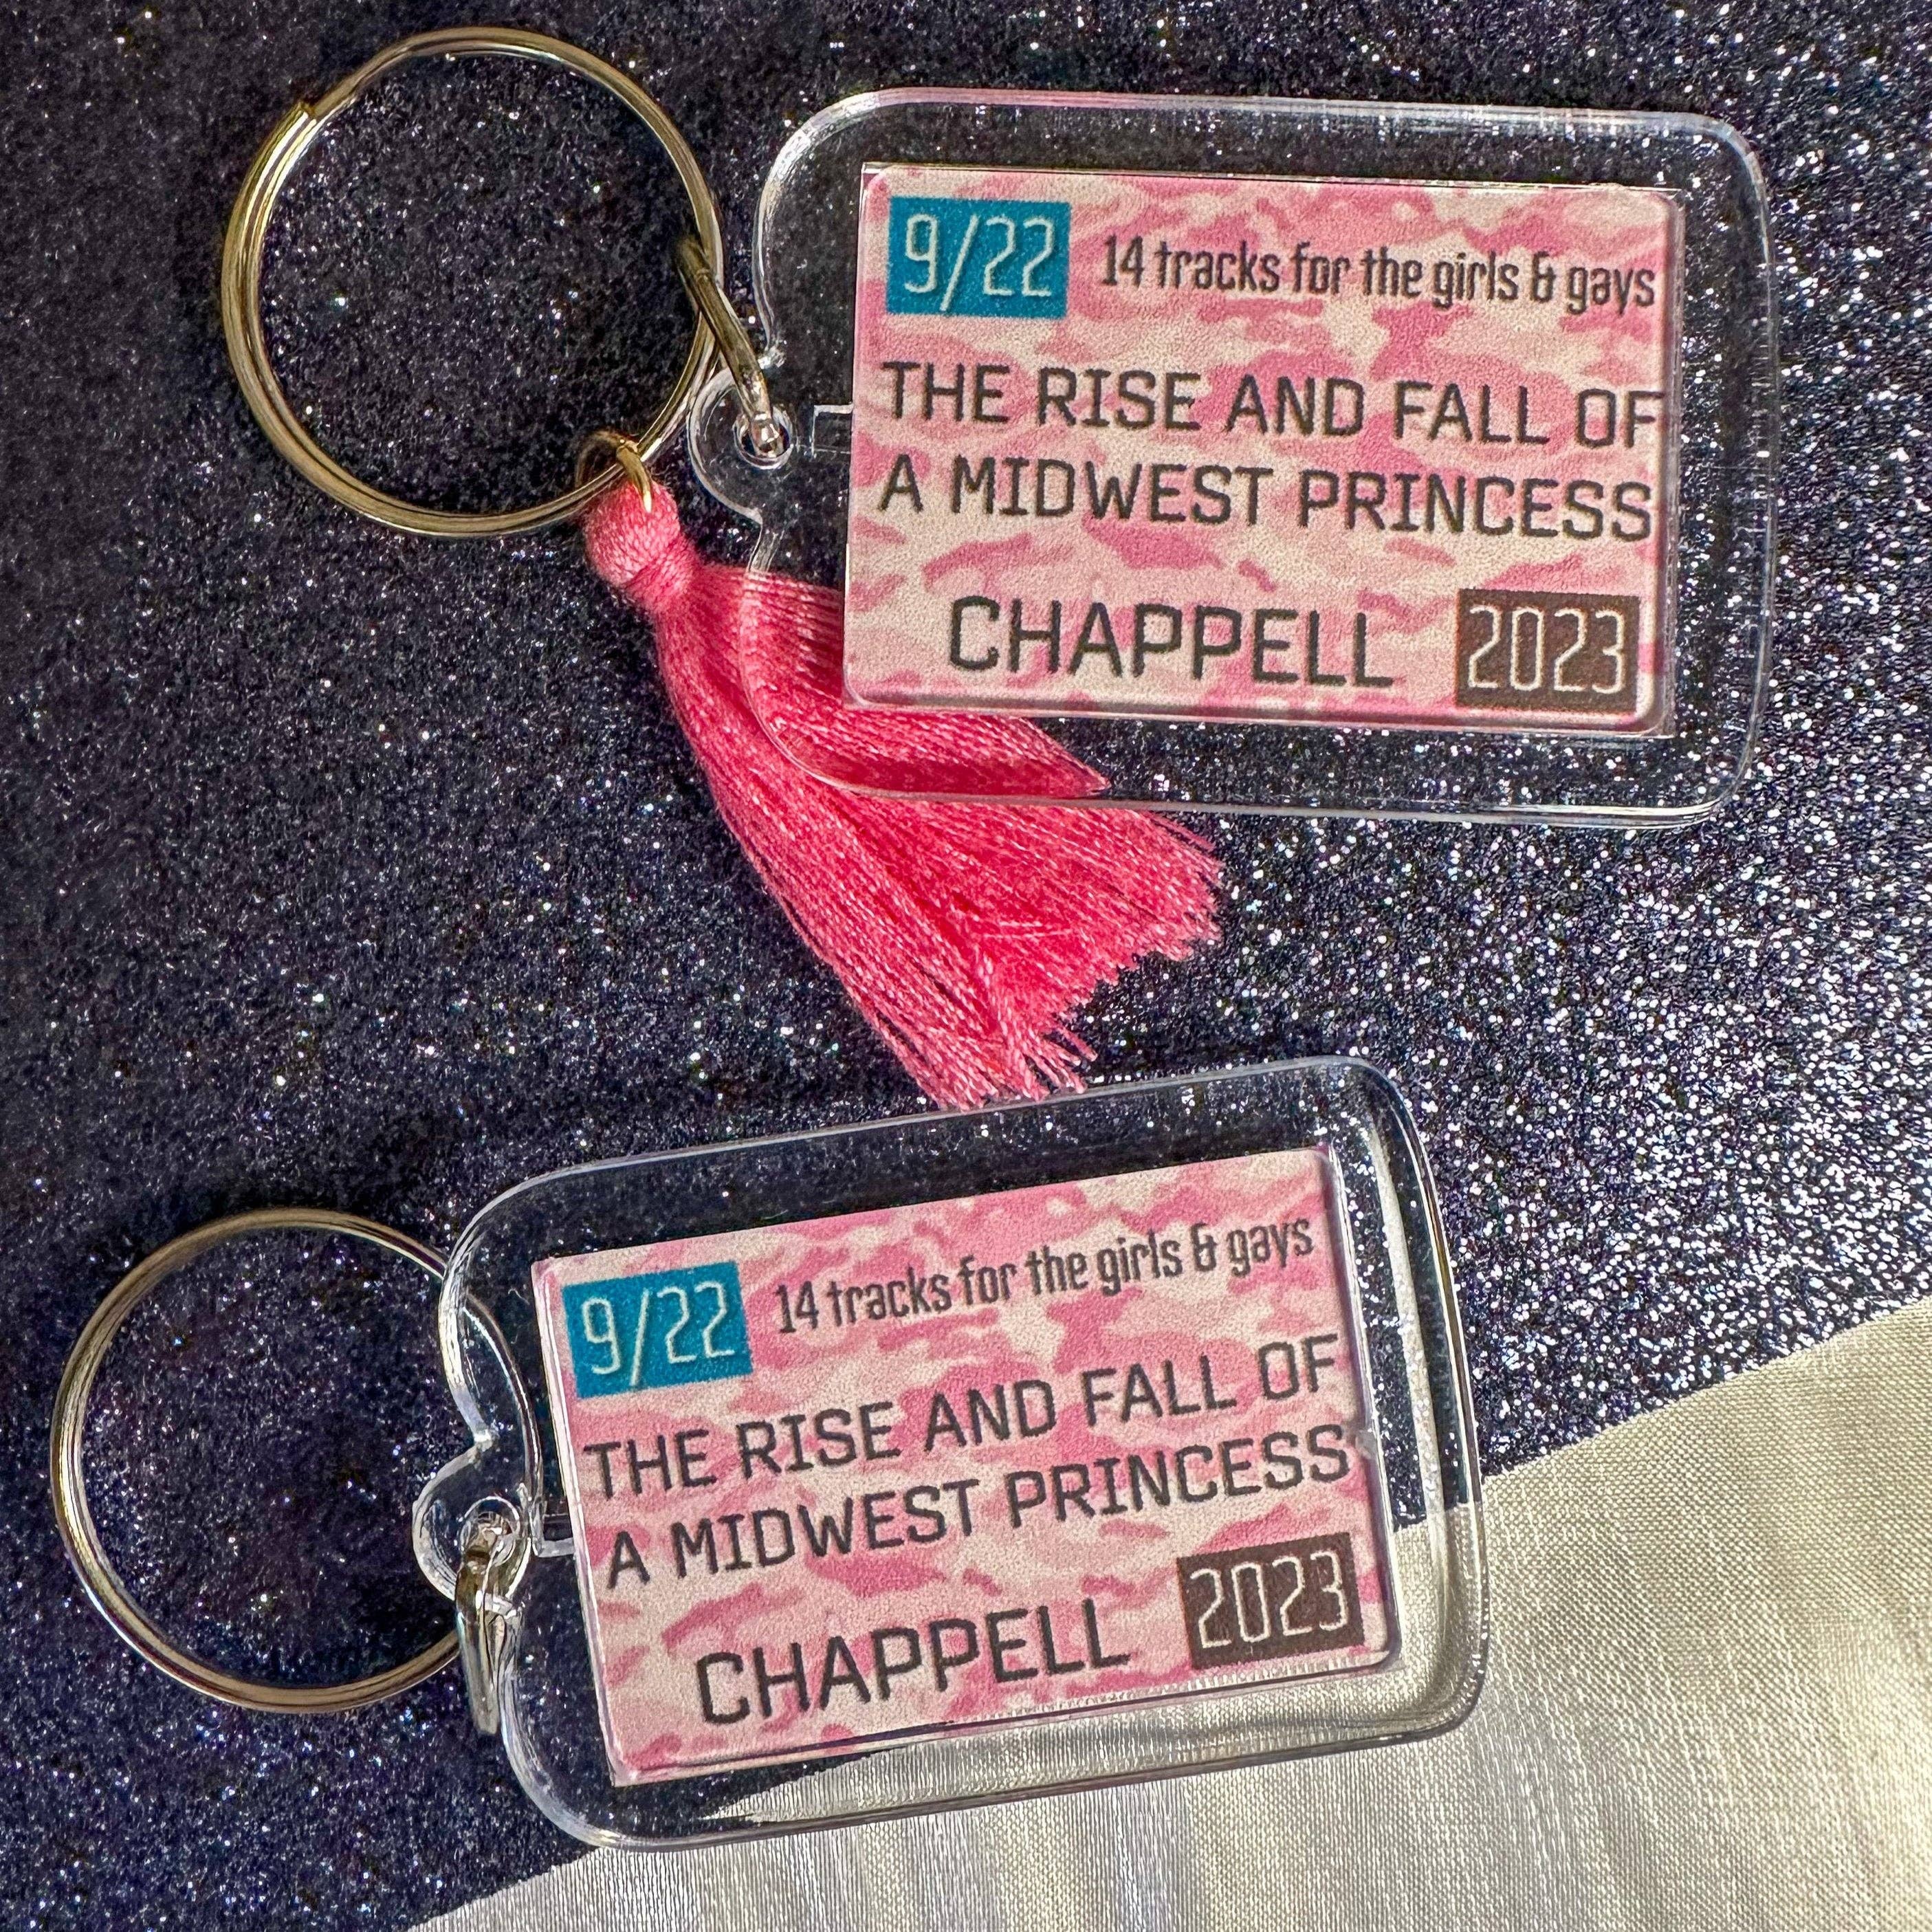 9/22 14 tracks for the girls & gays
THE RISE AND FALL OF
A MIDWEST PRINCESS
CHAPPELL 2023
9/22 14 tracks for the girls & gays
THE RISE AND FALL OF
A MIDWEST PRINCESS
CHAPPELL 2023